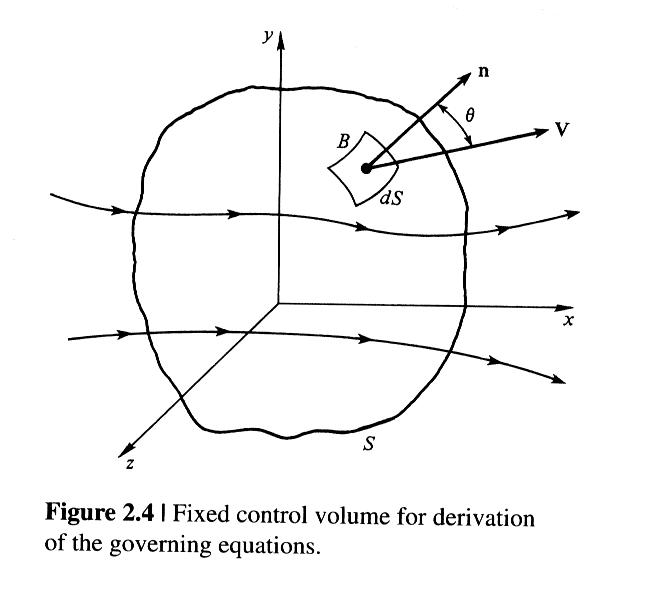 y
n
θ
V
B
dS
x
z
S
Figure 2.4 | Fixed control volume for derivation
of the governing equations.